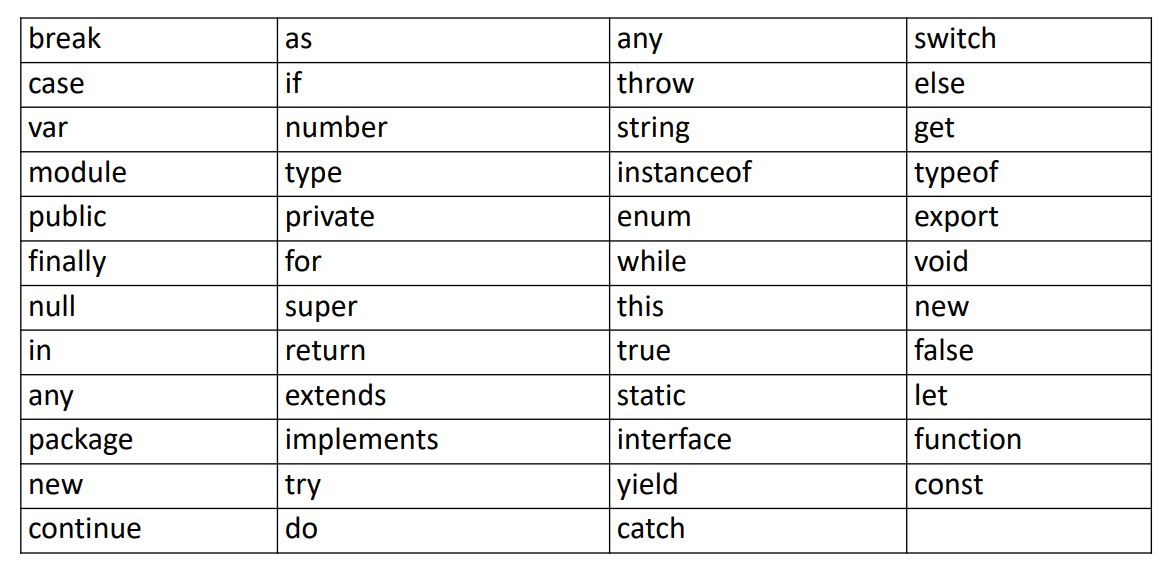 break as any switch
case if throw else
var number string get
module type instanceof typeof
public private enum export
finally for while void
null super this new
in return true false
any extends static let
package implements interface function
new try yield const
continue do catch